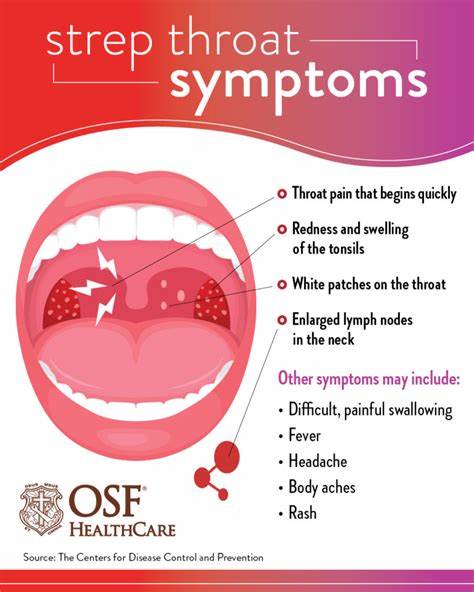 strep throat
symptoms
Throat pain that begins quickly
Redness and swelling
of the tonsils
White patches on the throat
Enlarged lymph nodes
in the neck
Other symptoms may include:
• Difficult, painful swallowing
• Fever
• Headache
• Body aches
• Rash
OSF®
HEALTHCARE
Source: The Centers for Disease Control and Prevention